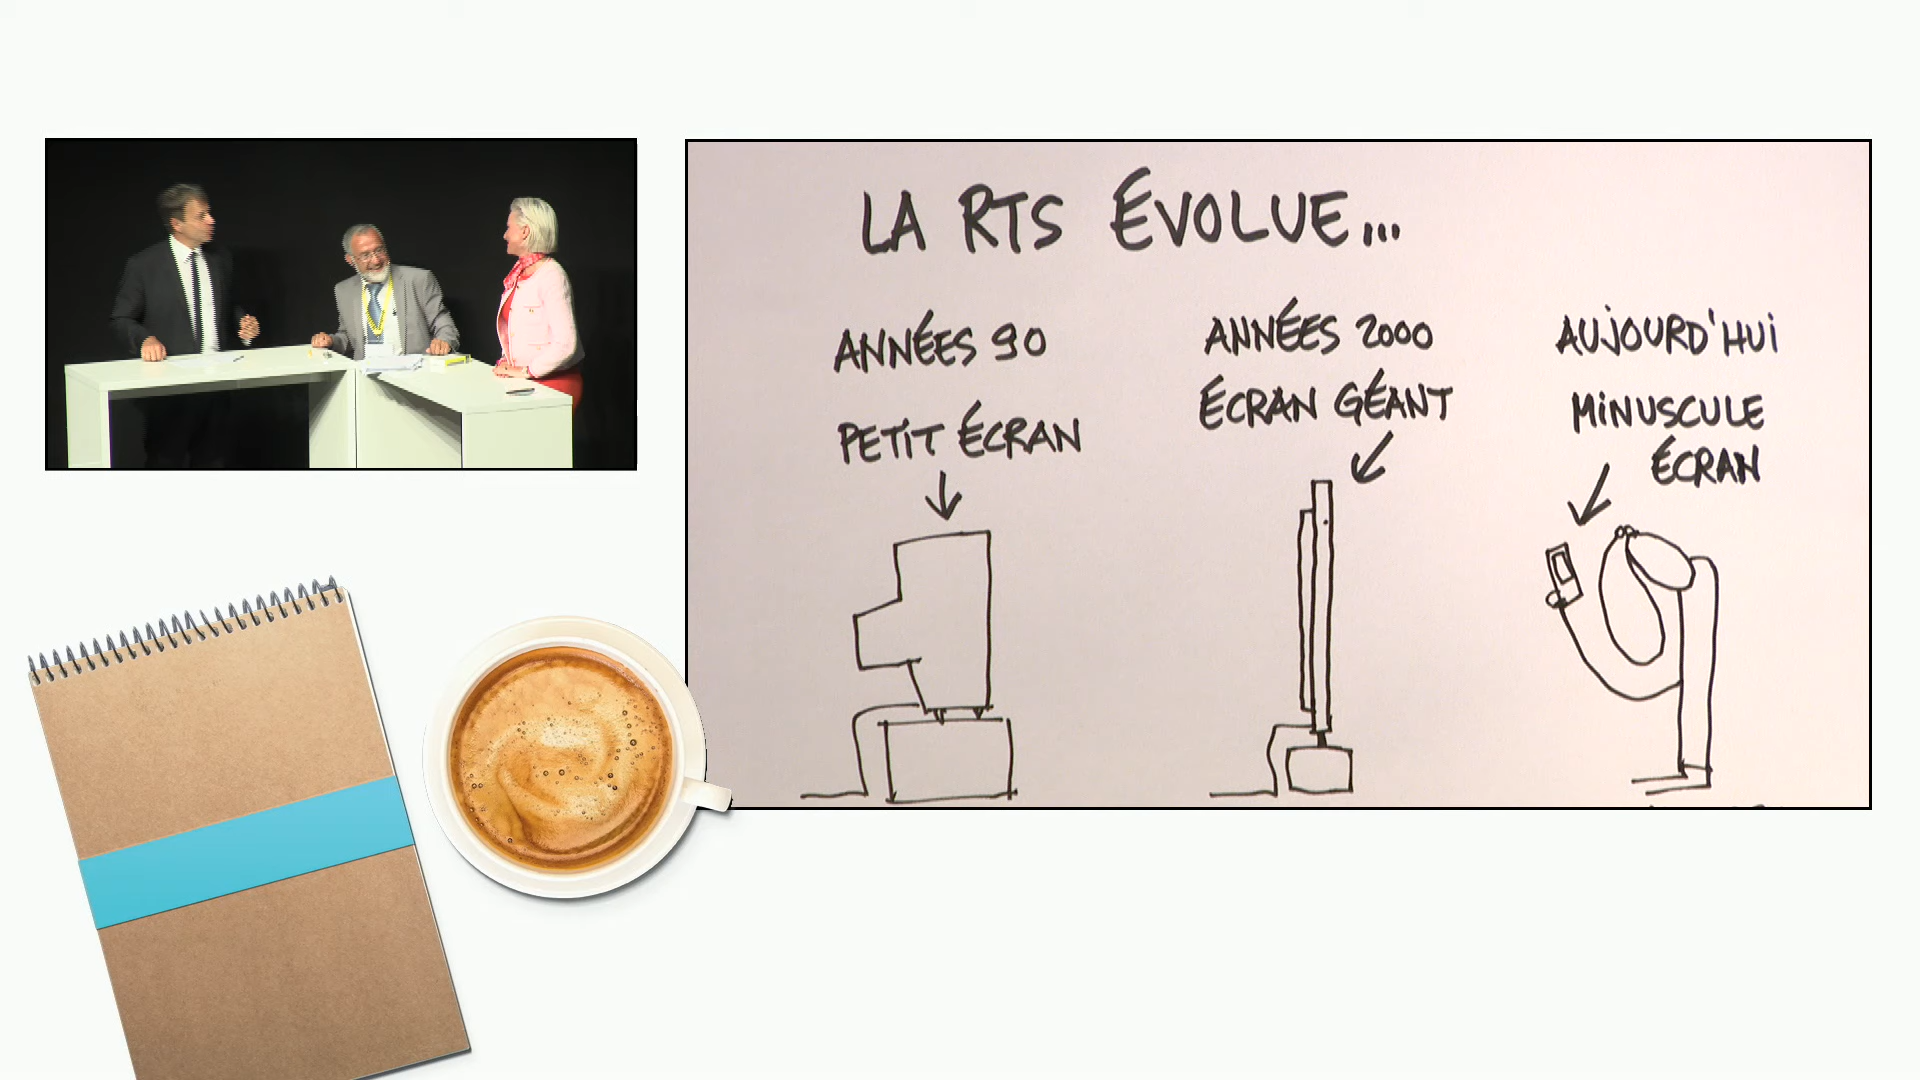 LA RTS ÉVOLUE...
ANNÉES 90
PETIT ÉCRAN
ANNÉES 2000
ÉCRAN GÉANT
AUJOURD'HUI
MINUSCULE
ÉCRAN